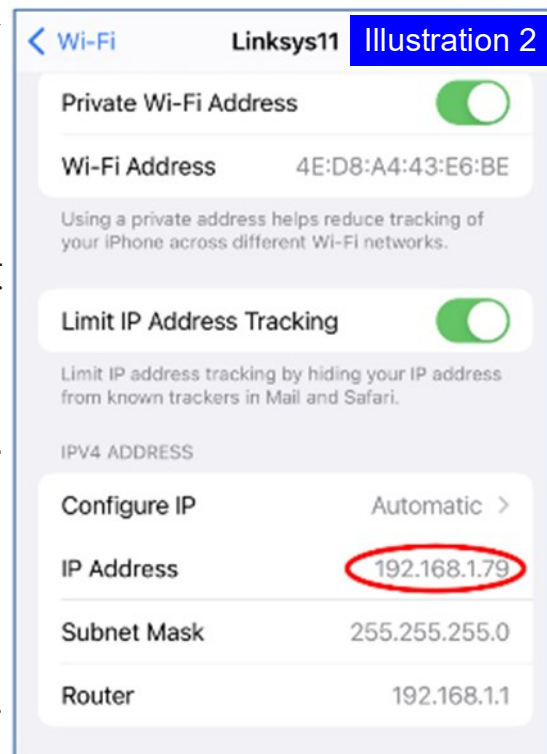 Wi-Fi Linksys11 Illustration 2
Private Wi-Fi Address
Wi-Fi Address 4E:D8:A4:43:E6:BE
Using a private address helps reduce tracking of
your iPhone across different Wi-Fi networks.
Limit IP Address Tracking
Limit IP address tracking by hiding your IP address
from known trackers in Mail and Safari.
IPV4 ADDRESS
Configure IP Automatic >
IP Address 192.168.1.79
Subnet Mask 255.255.255.0
Router 192.168.1.1